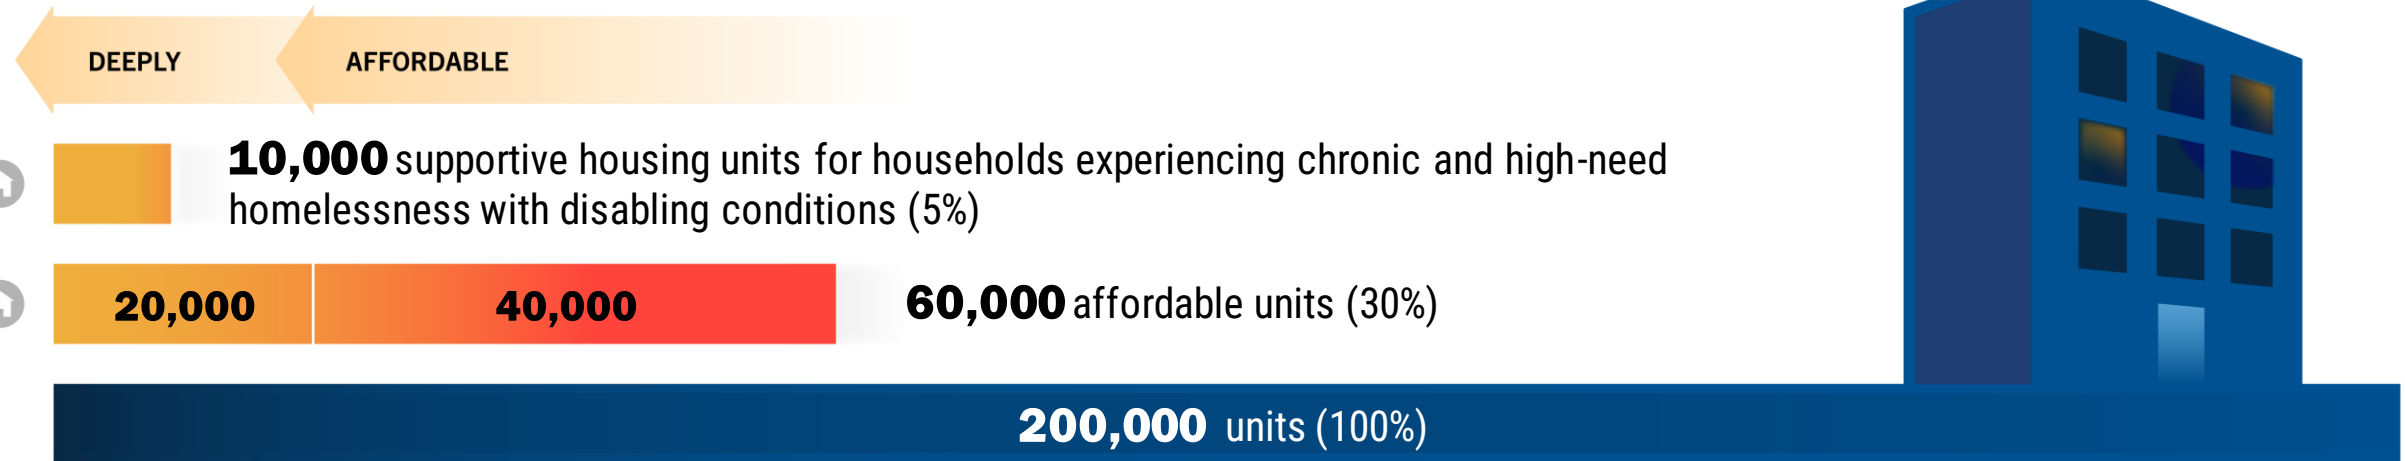 DEEPLY AFFORDABLE
10,000 supportive housing units for households experiencing chronic and high-need
homelessness with disabling conditions (5%)
20,000 40,000 60,000 affordable units (30%)
200,000 units (100%)